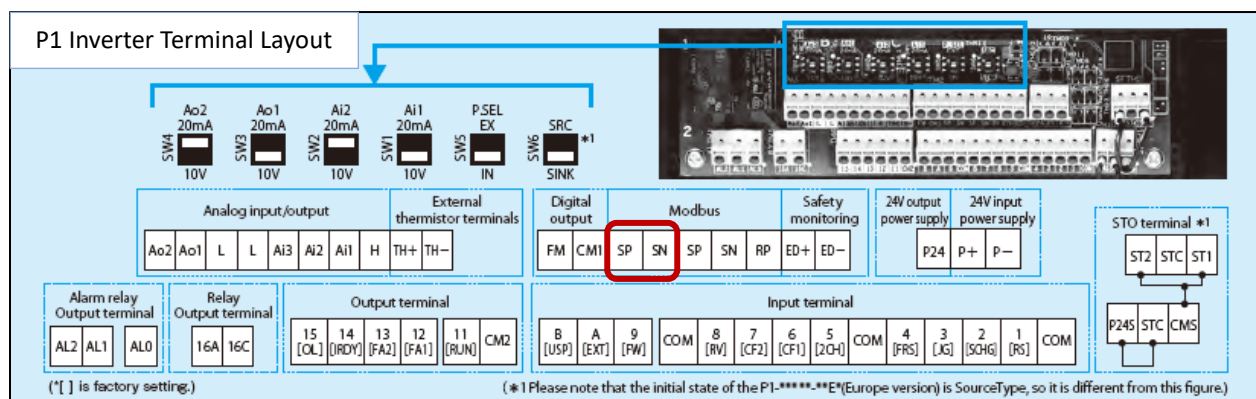 P1 Inverter Terminal Layout
1
2
Ao2 Ao1 Ai2 Ai1 P.SEL
20mA 20mA 20mA 20mA EX SRC
SW4 SW3 SW2 SW1 SW5 SW6 *1
10V 10V 10V 10V IN SINK
Analog input/output
External
thermistor terminals
Digital
output
Modbus
Safety
monitoring
24V output
power supply
24V input
power supply
STO terminal *1
Ao2 Ao1 L L Ai3 Ai2 Ai1 H TH+ TH−
FM CM1 SP SN SP SN RP ED+ ED−
P24 P+ P−
ST2 STC ST1
P24S STC CMS
Alarm relay
Output terminal
Relay
Output terminal
Output terminal
Input terminal
AL2 AL1 AL0
16A 16C
15 14 13 12 11 CM2
[OL] [IRDY] [FA2] [FA1] [RUN]
B A 9 COM 8 7 6 5 COM 4 3 2 1 COM
[USP] [EXT] [FW] [RV] [CF2] [CF1] [2CH] [FRS] [JG] [SCHG] [RS]
(*[ ] is factory setting.)
(∗1 Please note that the initial state of the P1-*****-**E*(Europe version) is SourceType, so it is different from this figure.)